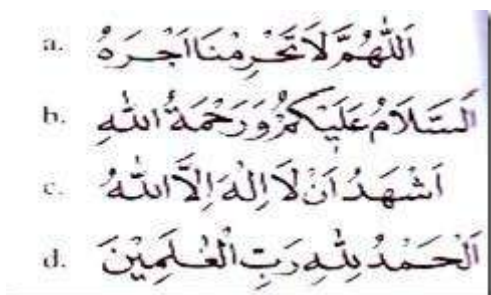 a. اَللّٰهُمَّ لَا تَحْرِمْنَا اَجْرَهُ
b. اَلسَّلَامُ عَلَيْكُمْ وَرَحْمَةُ اللّٰهِ
c. اَشْهَدُ اَنْ لَا اِلٰهَ اِلَّا اللّٰهُ
d. اَلْحَمْدُ لِلّٰهِ رَبِّ الْعٰلَمِيْنَ